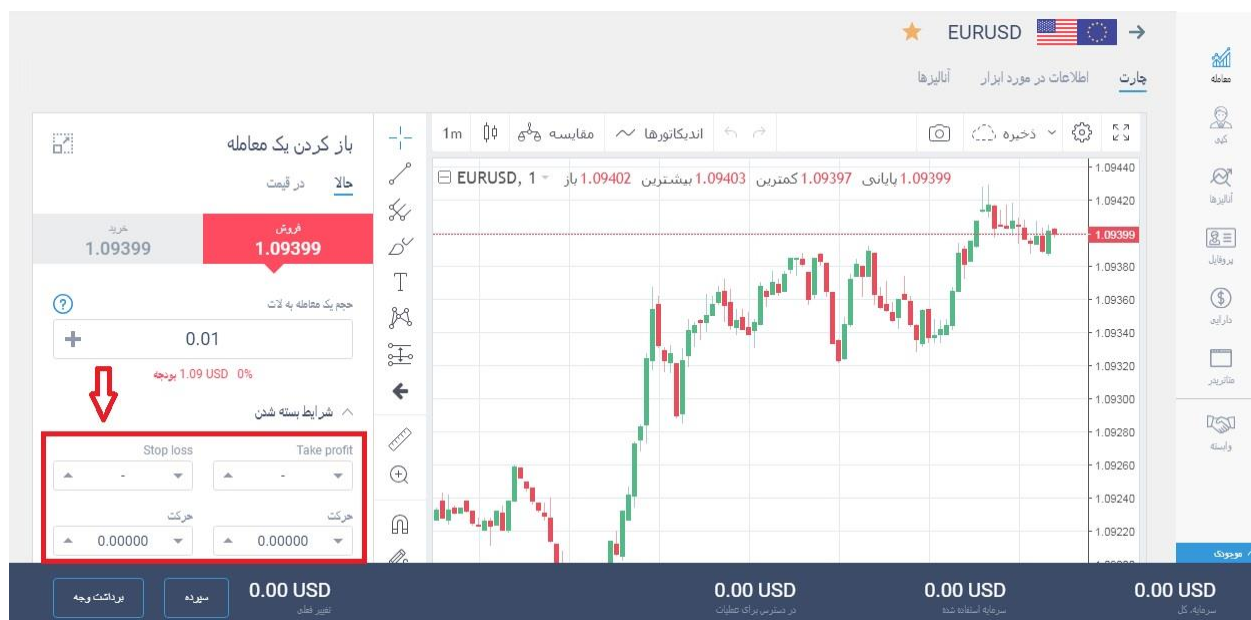 EURUSD
چارت
اطلاعات در مورد ابزار
آنالیزها
معامله
کپی
آنالیزها
پروفایل
دارایی
متاتریدر
وابسته
موجودی
ذخیره
اندیکاتورها
مقایسه
1m
EURUSD, 1
باز 1.09402 بیشترین 1.09403 کمترین 1.09397 پایانی 1.09399
1.09440
1.09420
1.09399
1.09380
1.09360
1.09340
1.09320
1.09300
1.09280
1.09260
1.09240
1.09220
باز کردن یک معامله
حالا
در قیمت
فروش
1.09399
خرید
1.09399
حجم یک معامله به لات
?
0.01
بودجه 1.09 USD 0%
شرایط بسته شدن
Take profit
Stop loss
-
-
حرکت
حرکت
0.00000
0.00000
0.00 USD
سرمایه، کل
0.00 USD
سرمایه استفاده شده
0.00 USD
در دسترس برای عملیات
0.00 USD
تغییر فعلی
سپرده
برداشت وجه